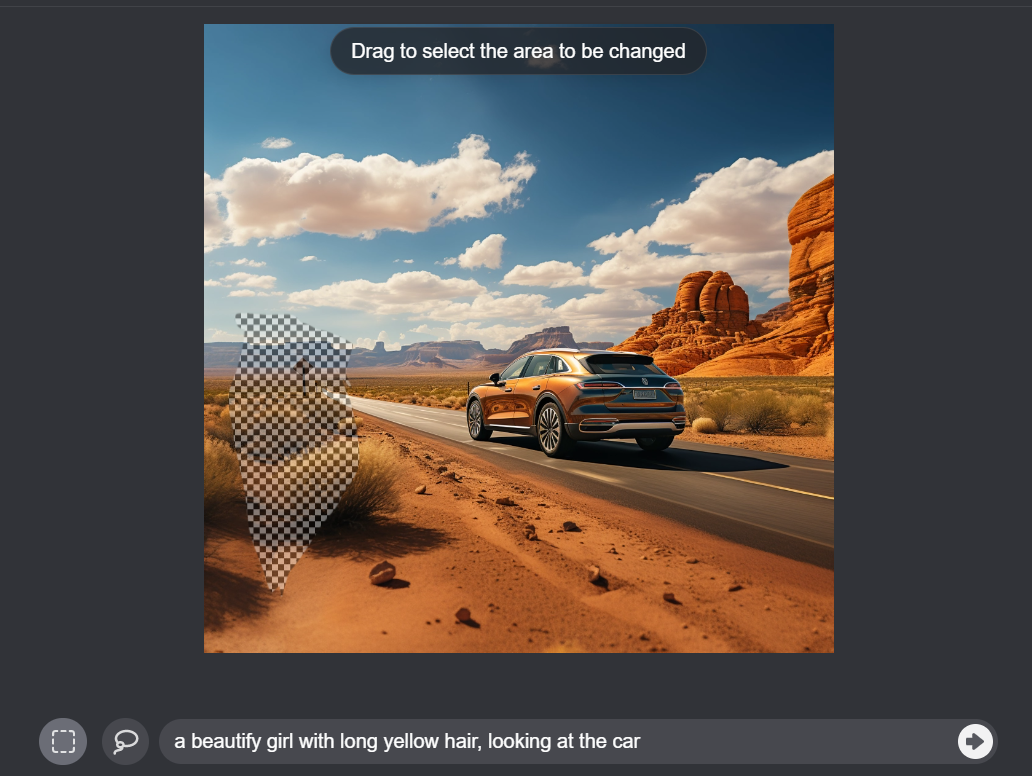 Drag to select the area to be changed
a beautify girl with long yellow hair, looking at the car